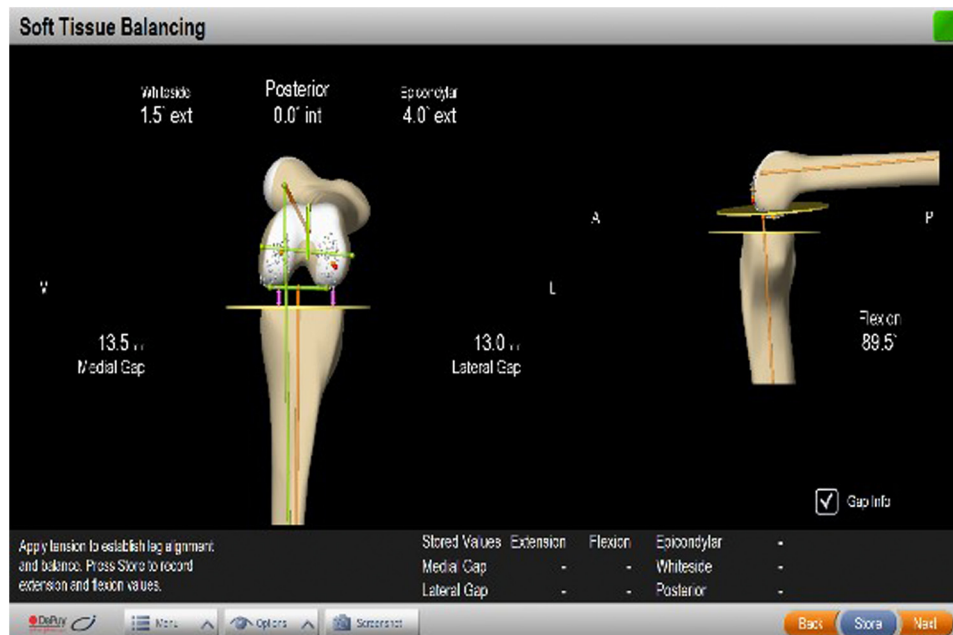 Soft Tissue Balancing
Whiteside
1.5° ext
Posterior
0.0° int
Epicondylar
4.0° ext
A
P
L
13.5
Medial Gap
13.0
Lateral Gap
Flexion
89.5°
Gap Info
Apply tension to establish leg alignment
and balance. Press Store to record
extension and flexion values.
Stored Values Extension Flexion Epicondylar -
Medial Gap - - Whiteside -
Lateral Gap - - Posterior -
DePuy Menu Options Screenshot Back Store Next